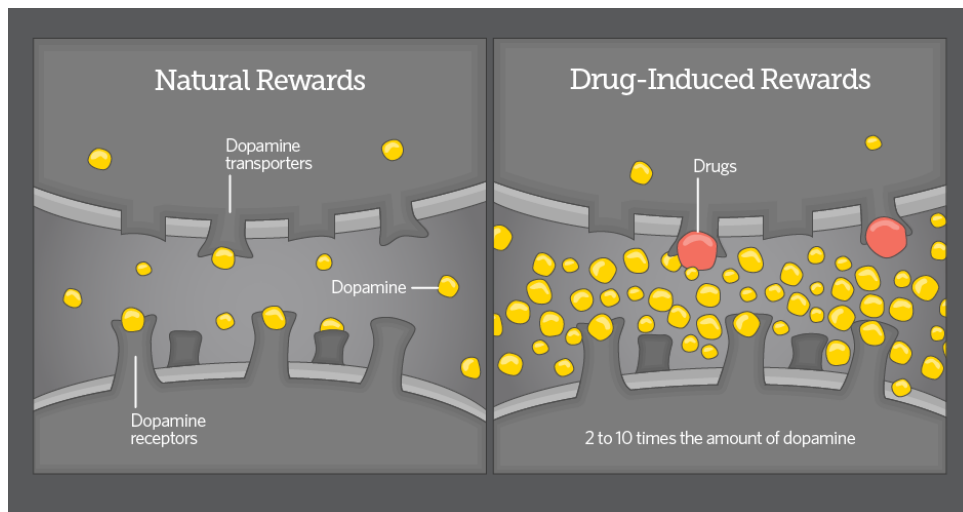 Natural Rewards
Dopamine
transporters
Dopamine
Dopamine
receptors
Drug-Induced Rewards
Drugs
2 to 10 times the amount of dopamine